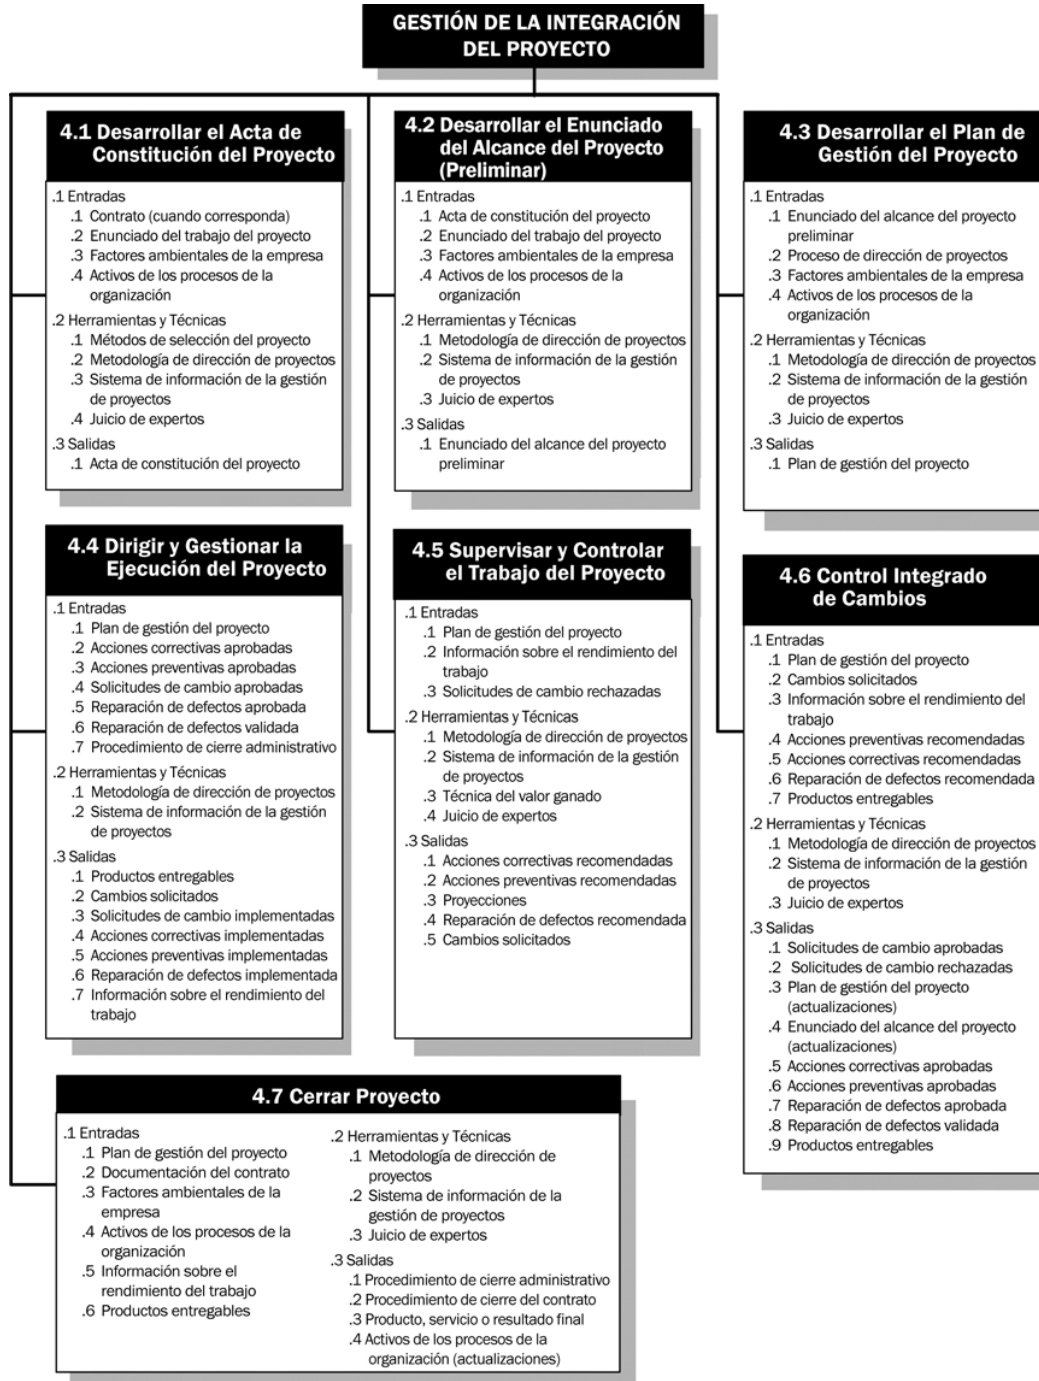 GESTIÓN DE LA INTEGRACIÓN
DEL PROYECTO
4.1 Desarrollar el Acta de
Constitución del Proyecto
.1 Entradas
.1 Contrato (cuando corresponda)
.2 Enunciado del trabajo del proyecto
.3 Factores ambientales de la empresa
.4 Activos de los procesos de la
organización
.2 Herramientas y Técnicas
.1 Métodos de selección del proyecto
.2 Metodología de dirección de proyectos
.3 Sistema de información de la gestión
de proyectos
.4 Juicio de expertos
.3 Salidas
.1 Acta de constitución del proyecto
4.2 Desarrollar el Enunciado
del Alcance del Proyecto
(Preliminar)
.1 Entradas
.1 Acta de constitución del proyecto
.2 Enunciado del trabajo del proyecto
.3 Factores ambientales de la empresa
.4 Activos de los procesos de la
organización
.2 Herramientas y Técnicas
.1 Metodología de dirección de proyectos
.2 Sistema de información de la gestión
de proyectos
.3 Juicio de expertos
.3 Salidas
.1 Enunciado del alcance del proyecto
preliminar
4.3 Desarrollar el Plan de
Gestión del Proyecto
.1 Entradas
.1 Enunciado del alcance del proyecto
preliminar
.2 Proceso de dirección de proyectos
.3 Factores ambientales de la empresa
.4 Activos de los procesos de la
organización
.2 Herramientas y Técnicas
.1 Metodología de dirección de proyectos
.2 Sistema de información de la gestión
de proyectos
.3 Juicio de expertos
.3 Salidas
.1 Plan de gestión del proyecto
4.4 Dirigir y Gestionar la
Ejecución del Proyecto
.1 Entradas
.1 Plan de gestión del proyecto
.2 Acciones correctivas aprobadas
.3 Acciones preventivas aprobadas
.4 Solicitudes de cambio aprobadas
.5 Reparación de defectos aprobada
.6 Reparación de defectos validada
.7 Procedimiento de cierre administrativo
.2 Herramientas y Técnicas
.1 Metodología de dirección de proyectos
.2 Sistema de información de la gestión
de proyectos
.3 Salidas
.1 Productos entregables
.2 Cambios solicitados
.3 Solicitudes de cambio implementadas
.4 Acciones correctivas implementadas
.5 Acciones preventivas implementadas
.6 Reparación de defectos implementada
.7 Información sobre el rendimiento del
trabajo
4.5 Supervisar y Controlar
el Trabajo del Proyecto
.1 Entradas
.1 Plan de gestión del proyecto
.2 Información sobre el rendimiento del
trabajo
.3 Solicitudes de cambio rechazadas
.2 Herramientas y Técnicas
.1 Metodología de dirección de proyectos
.2 Sistema de información de la gestión
de proyectos
.3 Técnica del valor ganado
.4 Juicio de expertos
.3 Salidas
.1 Acciones correctivas recomendadas
.2 Acciones preventivas recomendadas
.3 Proyecciones
.4 Reparación de defectos recomendada
.5 Cambios solicitados
4.6 Control Integrado
de Cambios
.1 Entradas
.1 Plan de gestión del proyecto
.2 Cambios solicitados
.3 Información sobre el rendimiento del
trabajo
.4 Acciones preventivas recomendadas
.5 Acciones correctivas recomendadas
.6 Reparación de defectos recomendada
.7 Productos entregables
.2 Herramientas y Técnicas
.1 Metodología de dirección de proyectos
.2 Sistema de información de la gestión
de proyectos
.3 Juicio de expertos
.3 Salidas
.1 Solicitudes de cambio aprobadas
.2 Solicitudes de cambio rechazadas
.3 Plan de gestión del proyecto
(actualizaciones)
.4 Enunciado del alcance del proyecto
(actualizaciones)
.5 Acciones correctivas aprobadas
.6 Acciones preventivas aprobadas
.7 Reparación de defectos aprobada
.8 Reparación de defectos validada
.9 Productos entregables
4.7 Cerrar Proyecto
.1 Entradas
.1 Plan de gestión del proyecto
.2 Documentación del contrato
.3 Factores ambientales de la
empresa
.4 Activos de los procesos de la
organización
.5 Información sobre el
rendimiento del trabajo
.6 Productos entregables
.2 Herramientas y Técnicas
.1 Metodología de dirección de
proyectos
.2 Sistema de información de la
gestión de proyectos
.3 Juicio de expertos
.3 Salidas
.1 Procedimiento de cierre administrativo
.2 Procedimiento de cierre del contrato
.3 Producto, servicio o resultado final
.4 Activos de los procesos de la
organización (actualizaciones)